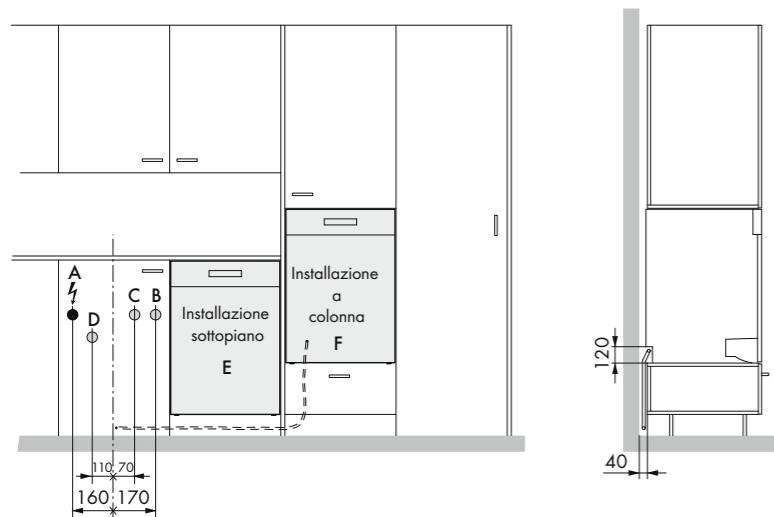 A
D
C B
Installazione
sottopiano
E
Installazione
a
colonna
F
110 70
160 170
120
40